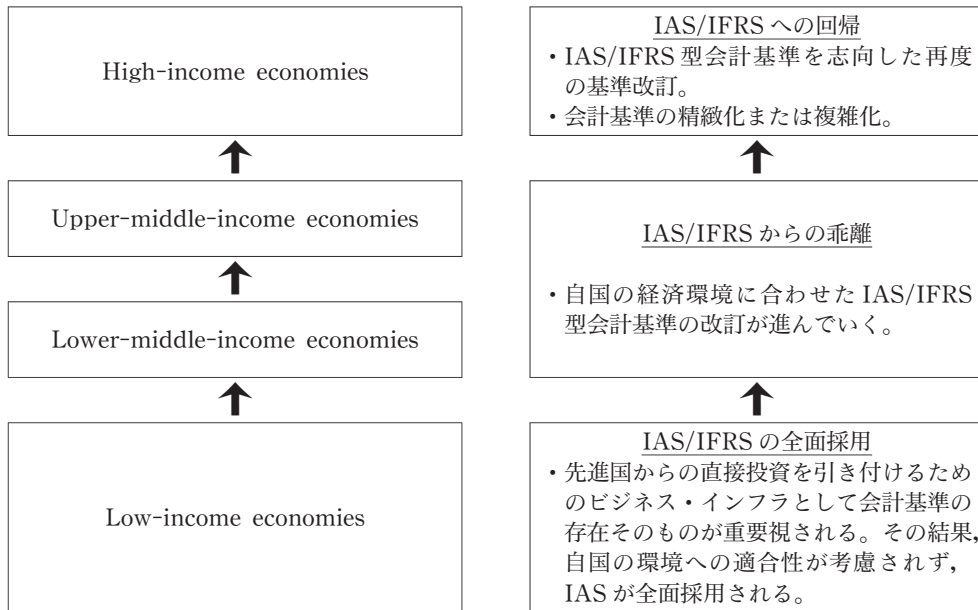 High-income economies
Upper-middle-income economies
Lower-middle-income economies
Low-income economies
IAS/IFRS への回帰
・IAS/IFRS 型会計基準を志向した再度
の基準改訂。
・会計基準の精緻化または複雑化。
IAS/IFRS からの乖離
・自国の経済環境に合わせた IAS/IFRS
型会計基準の改訂が進んでいく。
IAS/IFRS の全面採用
・先進国からの直接投資を引き付けるため
のビジネス・インフラとして会計基準の
存在そのものが重要視される。その結果,
自国の環境への適合性が考慮されず,
IAS が全面採用される。